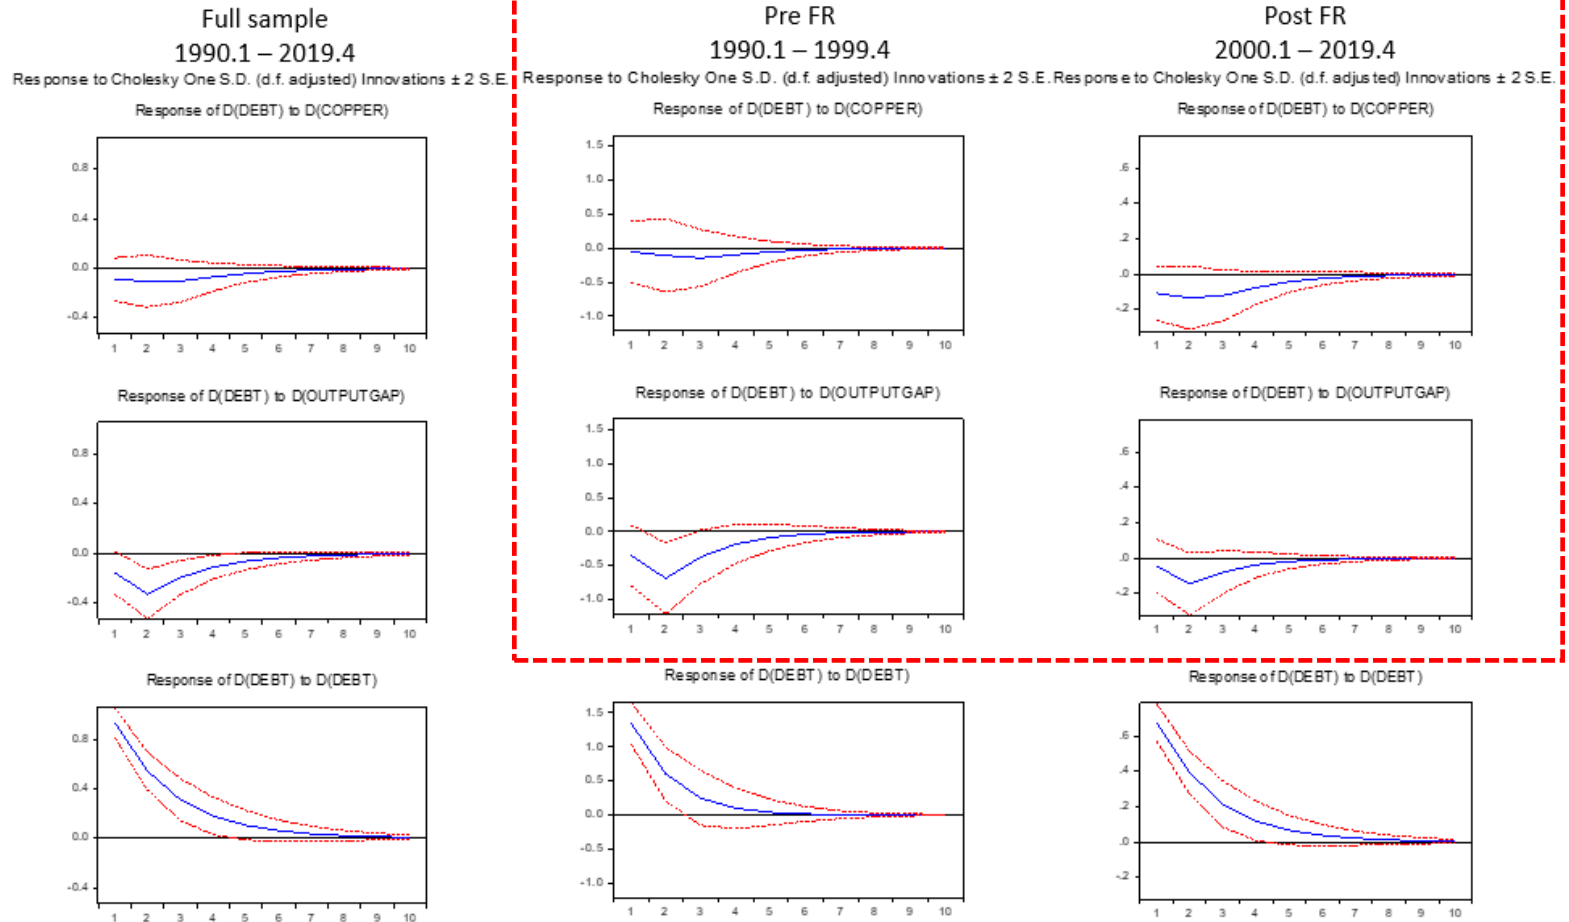 Full sample
1990.1 – 2019.4
Response to Cholesky One S.D. (d.f. adjusted) Innovations ± 2 S.E.
Response of D(DEBT) to D(COPPER)
0.8
0.4
0.0
-0.4
1 2 3 4 5 6 7 8 9 10
Response of D(DEBT) to D(OUTPUTGAP)
0.8
0.4
0.0
-0.4
1 2 3 4 5 6 7 8 9 10
Response of D(DEBT) to D(DEBT)
0.8
0.4
0.0
-0.4
1 2 3 4 5 6 7 8 9 10
Pre FR
1990.1 – 1999.4
Response to Cholesky One S.D. (d.f. adjusted) Innovations ± 2 S.E.
Response of D(DEBT) to D(COPPER)
1.5
1.0
0.5
0.0
-0.5
-1.0
1 2 3 4 5 6 7 8 9 10
Response of D(DEBT) to D(OUTPUTGAP)
1.5
1.0
0.5
0.0
-0.5
-1.0
1 2 3 4 5 6 7 8 9 10
Response of D(DEBT) to D(DEBT)
1.5
1.0
0.5
0.0
-0.5
-1.0
1 2 3 4 5 6 7 8 9 10
Post FR
2000.1 – 2019.4
Response to Cholesky One S.D. (d.f. adjusted) Innovations ± 2 S.E.
Response of D(DEBT) to D(COPPER)
.6
.4
.2
.0
-.2
1 2 3 4 5 6 7 8 9 10
Response of D(DEBT) to D(OUTPUTGAP)
.6
.4
.2
.0
-.2
1 2 3 4 5 6 7 8 9 10
Response of D(DEBT) to D(DEBT)
.6
.4
.2
.0
-.2
1 2 3 4 5 6 7 8 9 10